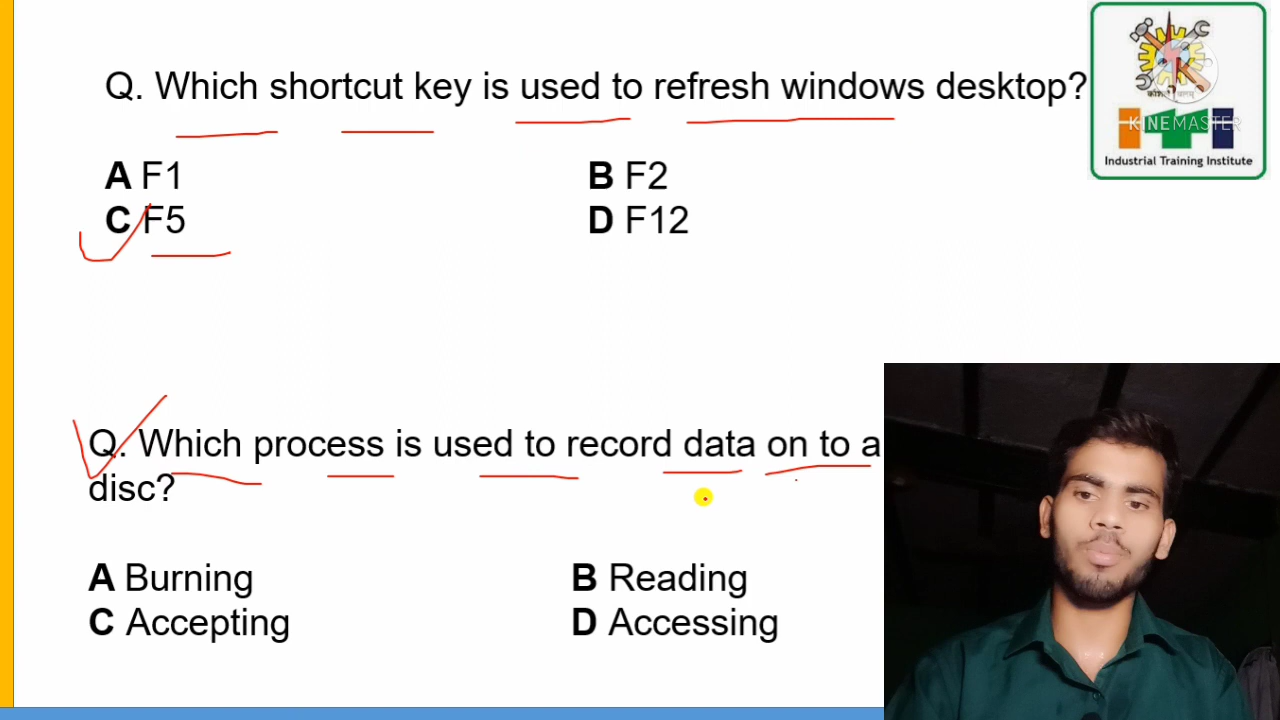 Q. Which shortcut key is used to refresh windows desktop?
A F1
B F2
C F5
D F12
KINEMASTER
Industrial Training Institute
Q. Which process is used to record data on to a
disc?
A Burning
B Reading
C Accepting
D Accessing